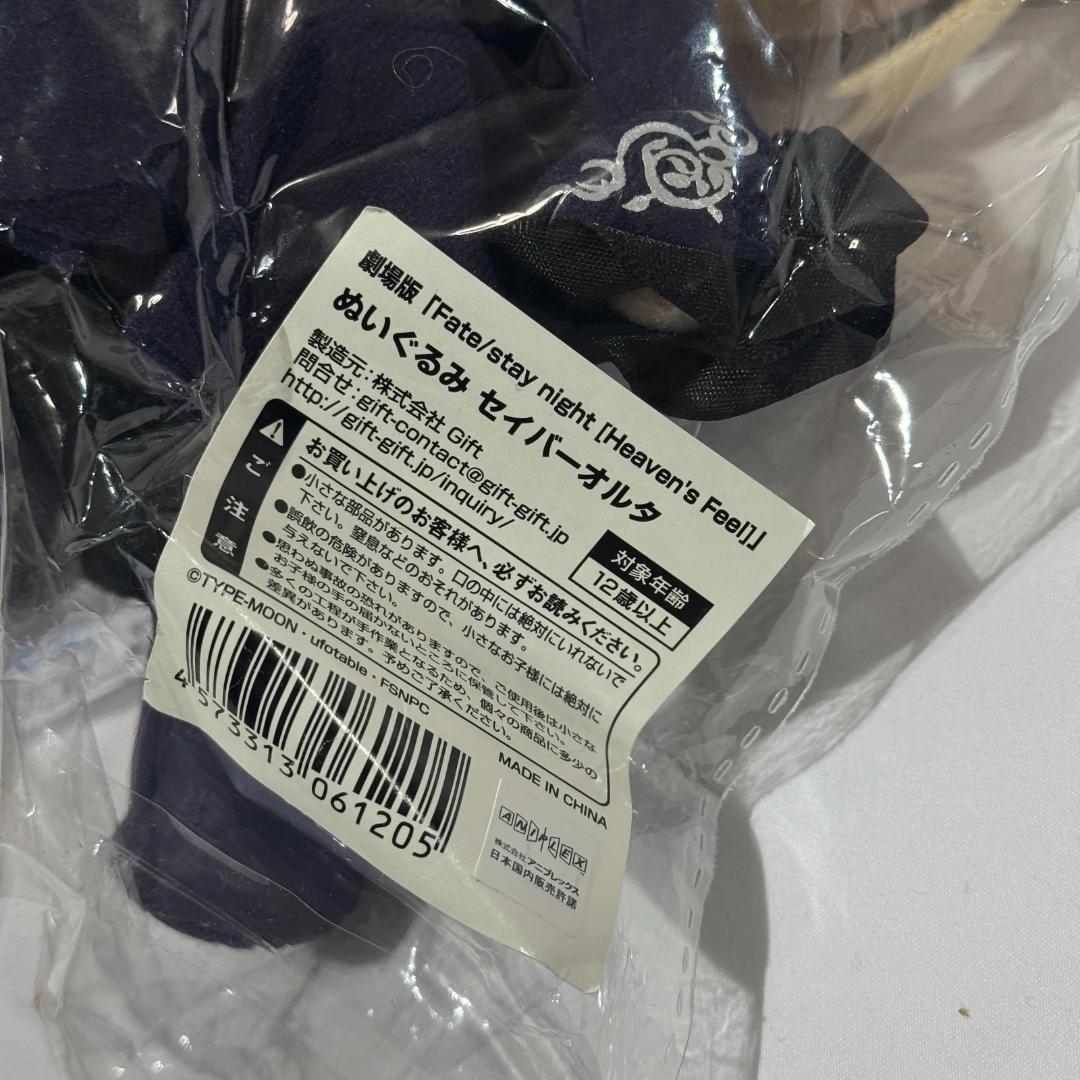 劇場版「Fate/stay night [Heaven's Feel]」
ぬいぐるみ セイバーオルタ
製造元：株式会社 Gift
問合せ：gift-contact@gift-gift.jp
http://gift-gift.jp/inquiry/
対象年齢
12歳以上
ご注意
お買い上げのお客様へ、必ずお読みください。
●小さな部品があります。口の中には絶対にいれないで
下さい。窒息などのおそれがあります。
●誤飲の危険がありますので、小さなお子様には絶対に
与えないで下さい。
●思わぬ事故の恐れがありますので、ご使用後は小さな
お子様の手の届かないところに保管して下さい。
●多くの工程が手作業となるため、個々の商品に多少の
差異があります。予めご了承ください。
©TYPE-MOON・ufotable・FSNPC
4 573313 061205
MADE IN CHINA
ANIPLEX
株式会社アニプレックス
日本国内販売許諾